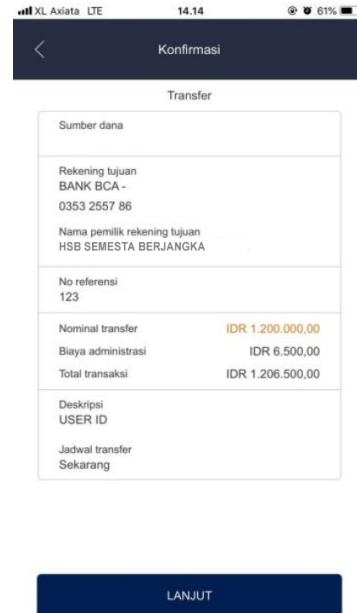 XL Axiata LTE 14.14 61%
Konfirmasi
Transfer
Sumber dana
Rekening tujuan
BANK BCA -
0353 2557 86
Nama pemilik rekening tujuan
HSB SEMESTA BERJANGKA
No referensi
123
Nominal transfer IDR 1.200.000,00
Biaya administrasi IDR 6.500,00
Total transaksi IDR 1.206.500,00
Deskripsi
USER ID
Jadwal transfer
Sekarang
LANJUT